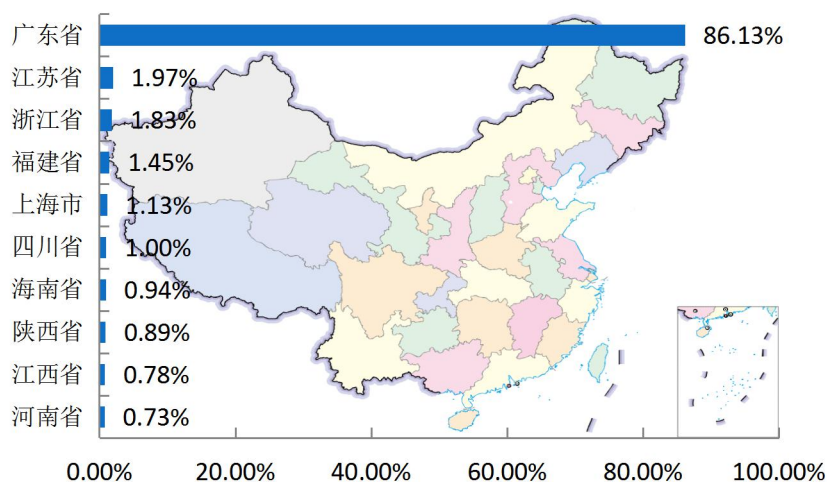 广东省 86.13%
江苏省 1.97%
浙江省 1.83%
福建省 1.45%
上海市 1.13%
四川省 1.00%
海南省 0.94%
陕西省 0.89%
江西省 0.78%
河南省 0.73%
0.00% 20.00% 40.00% 60.00% 80.00% 100.00%